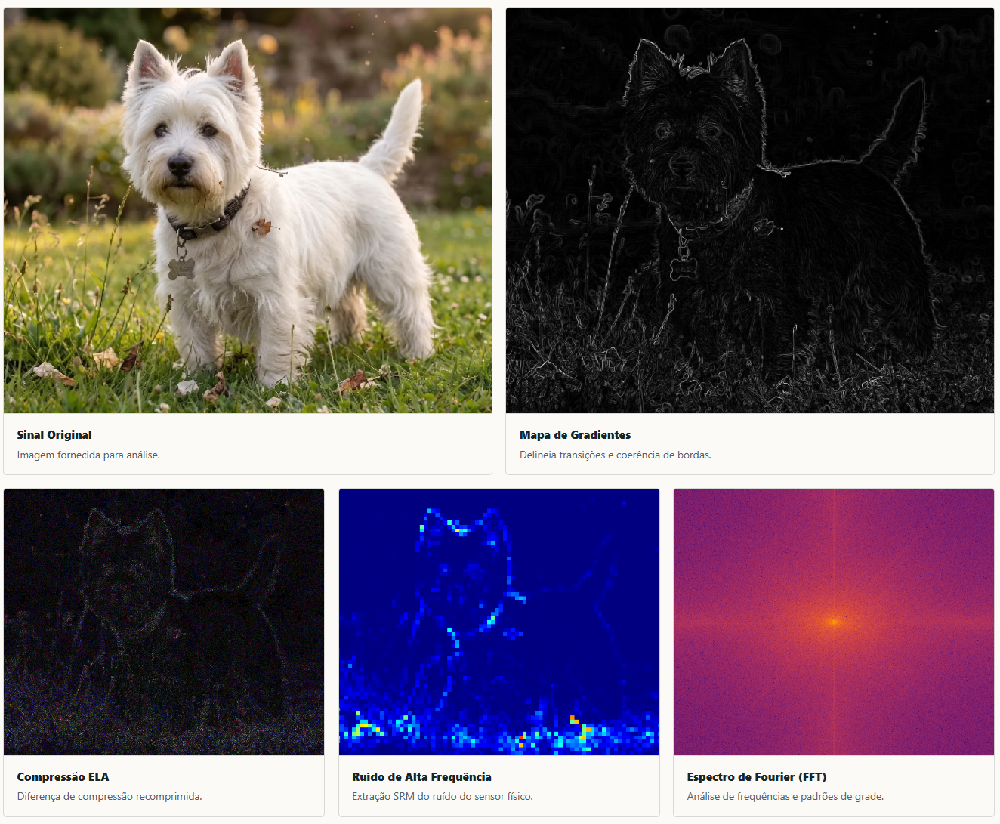 Sinal Original
Imagem fornecida para análise.
Mapa de Gradientes
Delineia transições e coerência de bordas.
Compressão ELA
Diferença de compressão recomprimida.
Ruído de Alta Frequência
Extração SRM do ruído do sensor físico.
Espectro de Fourier (FFT)
Análise de frequências e padrões de grade.